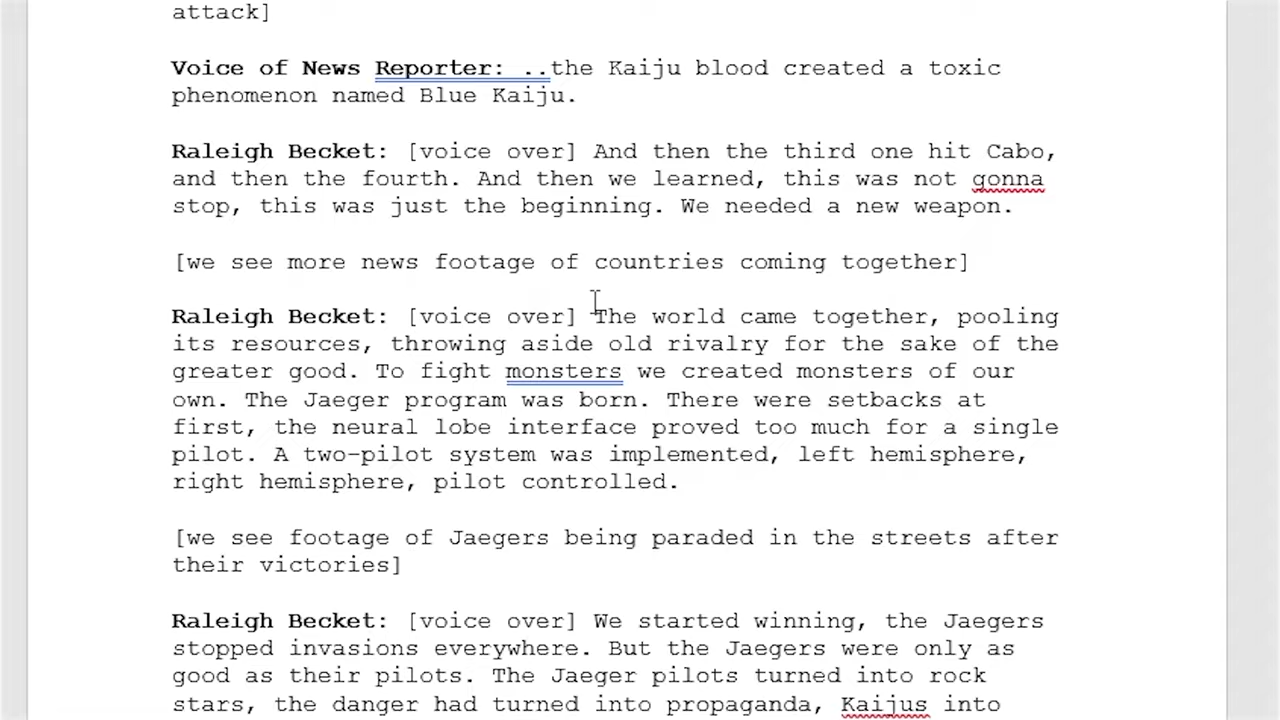 attack]
Voice of News Reporter: ..the Kaiju blood created a toxic
phenomenon named Blue Kaiju.
Raleigh Becket: [voice over] And then the third one hit Cabo,
and then the fourth. And then we learned, this was not gonna
stop, this was just the beginning. We needed a new weapon.
[we see more news footage of countries coming together]
Raleigh Becket: [voice over] The world came together, pooling
its resources, throwing aside old rivalry for the sake of the
greater good. To fight monsters we created monsters of our
own. The Jaeger program was born. There were setbacks at
first, the neural lobe interface proved too much for a single
pilot. A two-pilot system was implemented, left hemisphere,
right hemisphere, pilot controlled.
[we see footage of Jaegers being paraded in the streets after
their victories]
Raleigh Becket: [voice over] We started winning, the Jaegers
stopped invasions everywhere. But the Jaegers were only as
good as their pilots. The Jaeger pilots turned into rock
stars, the danger had turned into propaganda, Kaijus into